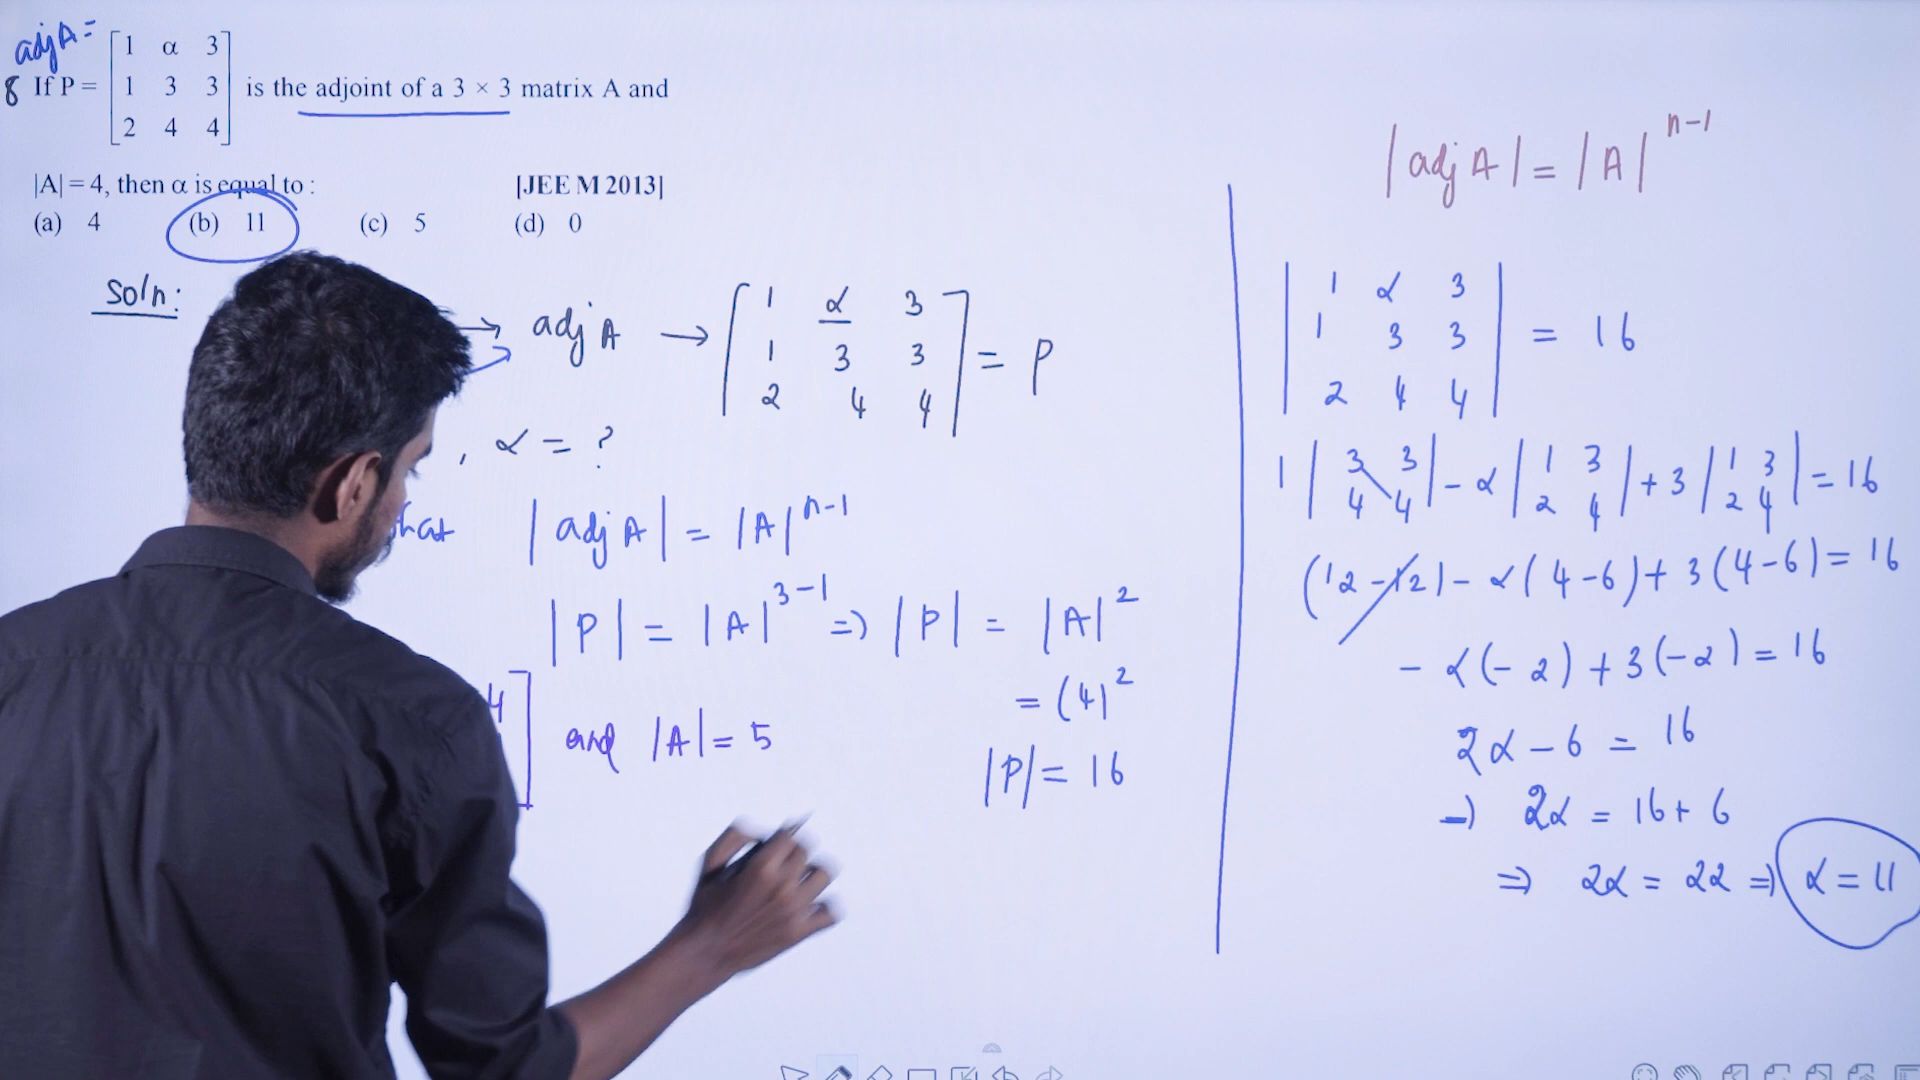 adjA =
8 If P = [1 α 3
1 3 3
2 4 4] is the adjoint of a 3 × 3 matrix A and
|A| = 4, then α is equal to : [JEE M 2013]
(a) 4 (b) 11 (c) 5 (d) 0
Soln:
→ adj A → [1 α 3
1 3 3
2 4 4] = P
, α = ?
that |adj A| = |A|^n-1
|P| = |A|^3-1 => |P| = |A|^2
= (4)^2
|P| = 16
4] and |A| = 5
|adj A| = |A|^n-1
|1 α 3
1 3 3
2 4 4| = 16
1 |3 3
4 4| - α |1 3
2 4| + 3 |1 3
2 4| = 16
(12 - 12) - α(4 - 6) + 3(4 - 6) = 16
- α(- 2) + 3(- 2) = 16
2α - 6 = 16
→ 2α = 16 + 6
=> 2α = 22 => α = 11